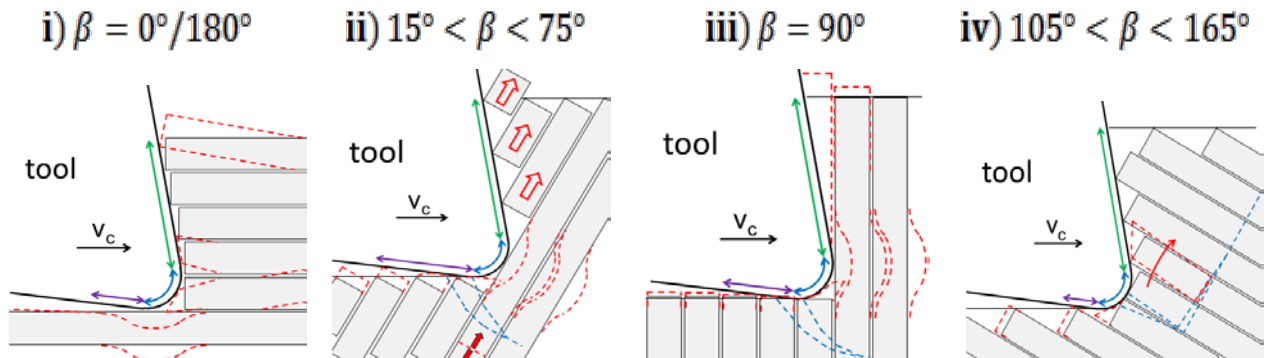 i) β = 0°/180°
ii) 15° < β < 75°
iii) β = 90°
iv) 105° < β < 165°
tool
v_c
tool
v_c
tool
v_c
tool
v_c